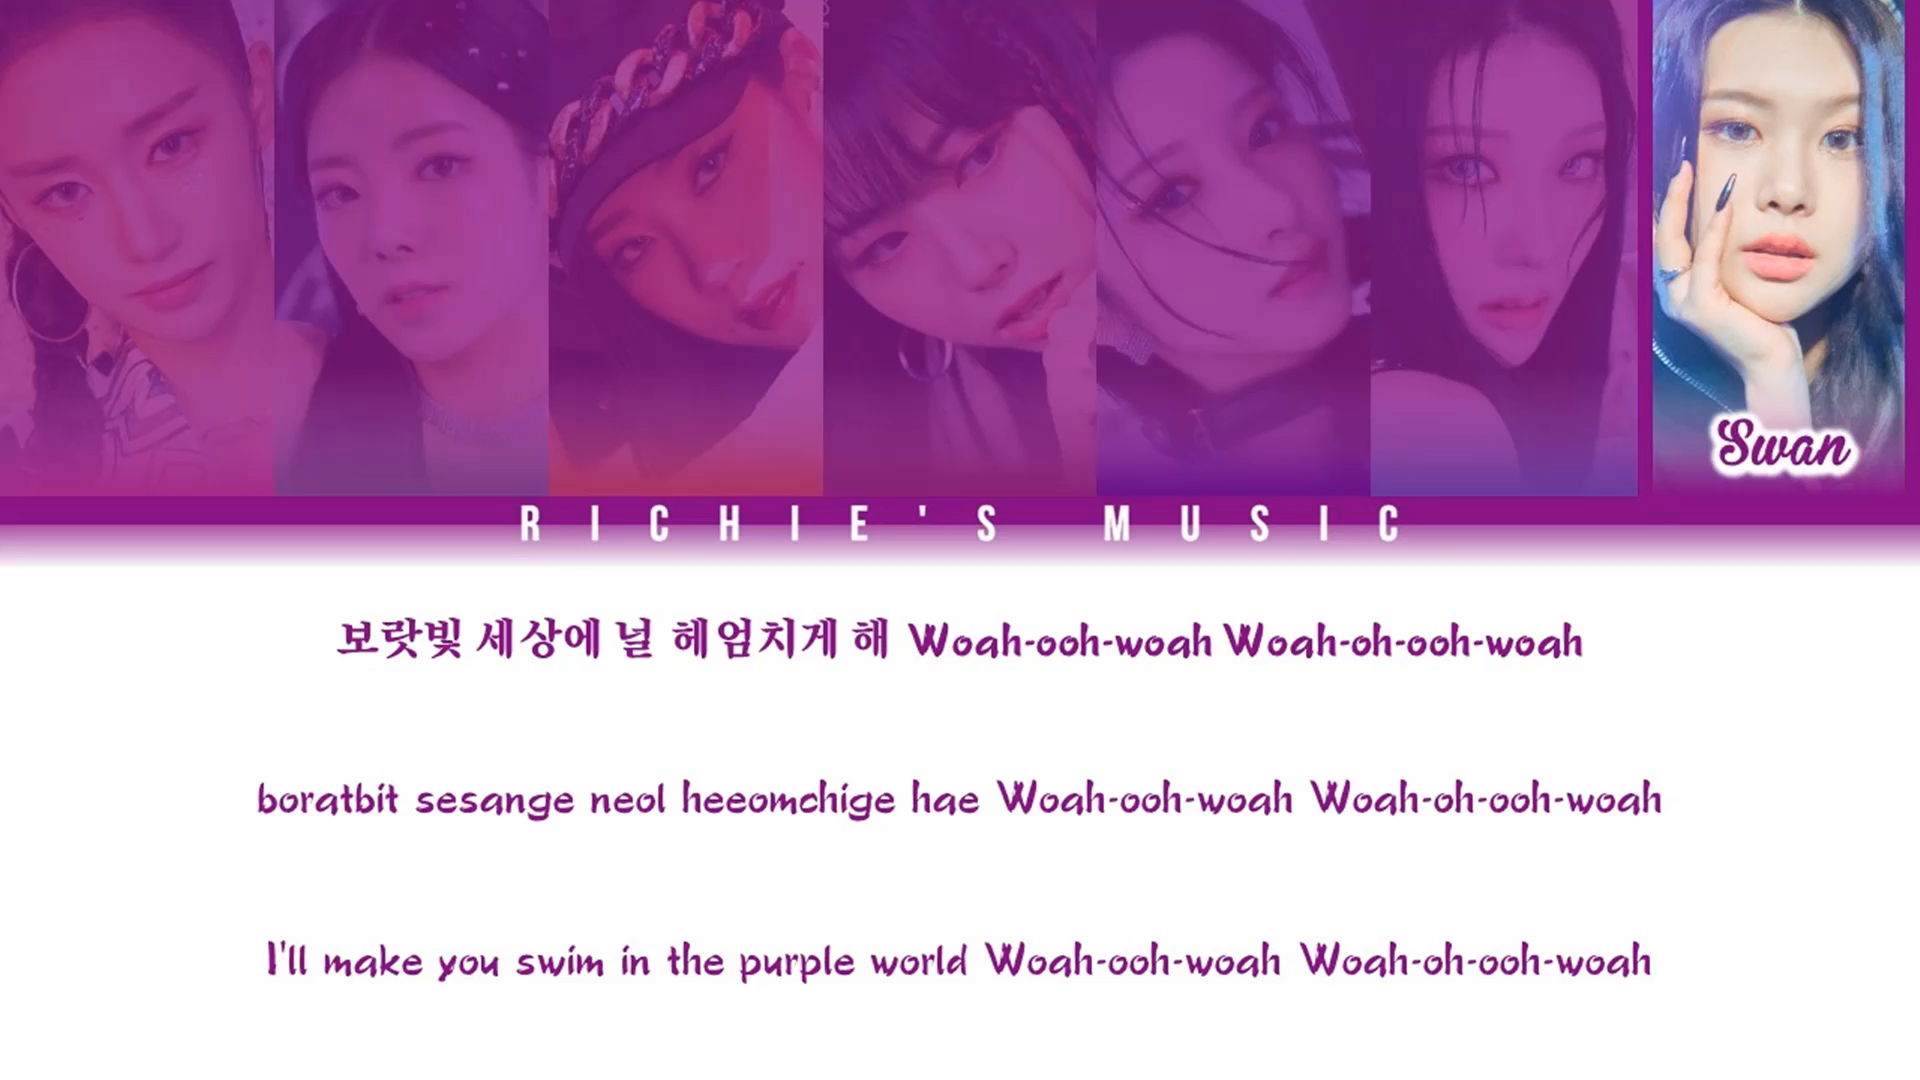 Swan
RICHIE'S MUSIC
보랏빛 세상에 널 헤엄치게 해 Woah-ooh-woah Woah-oh-ooh-woah
boratbit sesange neol heeomchige hae Woah-ooh-woah Woah-oh-ooh-woah
I'll make you swim in the purple world Woah-ooh-woah Woah-oh-ooh-woah